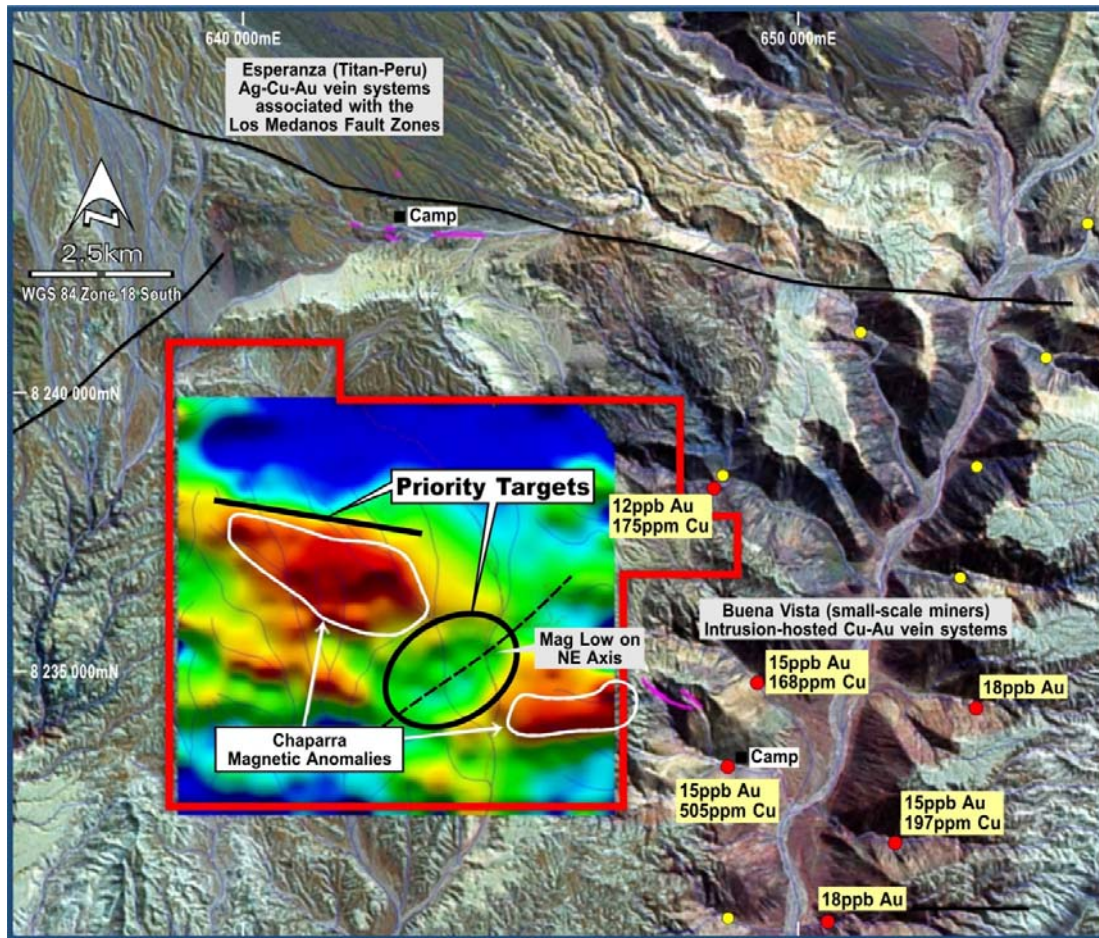 640 000mE
650 000mE
Esperanza (Titan-Peru)
Ag-Cu-Au vein systems
associated with the
Los Medanos Fault Zones
N
Camp
2.5km
WGS 84 Zone 18 South
8 240 000mN
Priority Targets
12ppb Au
175ppm Cu
Buena Vista (small-scale miners)
Intrusion-hosted Cu-Au vein systems
Mag Low on
NE Axis
8 235 000mN
15ppb Au
168ppm Cu
18ppb Au
Chaparra
Magnetic Anomalies
Camp
15ppb Au
505ppm Cu
15ppb Au
197ppm Cu
18ppb Au